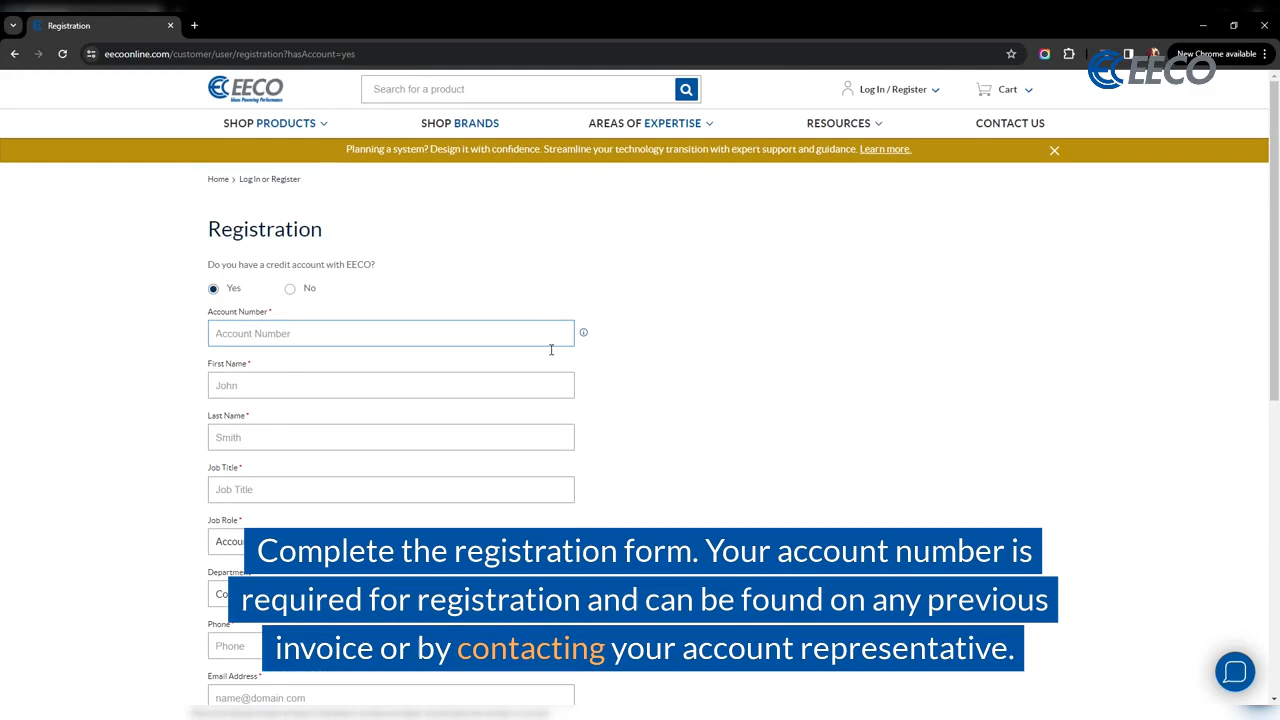 Registration
eecoonline.com/customer/user/registration?hasAccount=yes
New Chrome available
EECO
EECO
Ideas Powering Performance
Search for a product
Log In / Register
Cart
SHOP PRODUCTS
SHOP BRANDS
AREAS OF EXPERTISE
RESOURCES
CONTACT US
Planning a system? Design it with confidence. Streamline your technology transition with expert support and guidance. Learn more.
Home > Log In or Register
Registration
Do you have a credit account with EECO?
Yes
No
Account Number*
Account Number
First Name*
John
Last Name*
Smith
Job Title*
Job Title
Job Role*
Accou
Departmen
Co
Phone
Phone
Email Address*
name@domain.com
Complete the registration form. Your account number is
required for registration and can be found on any previous
invoice or by contacting your account representative.